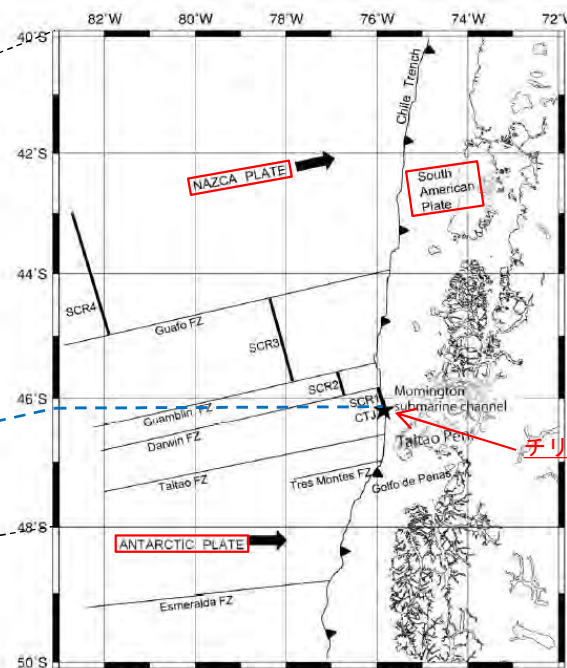 82°W 80°W 78°W 76°W 74°W 72°W
40°S
Chile Trench
42°S
NAZCA PLATE
South
American
Plate
44°S
SCR4
Guafo FZ
SCR3
SCR2
SCR1
46°S
CTJ
Mornington
submarine channel
Guamblin FZ
Darwin FZ
Taitao Pen
チリ
Taitao FZ
Tres Montes FZ
Golfo de Penas
48°S
ANTARCTIC PLATE
Esmeralda FZ
50°S